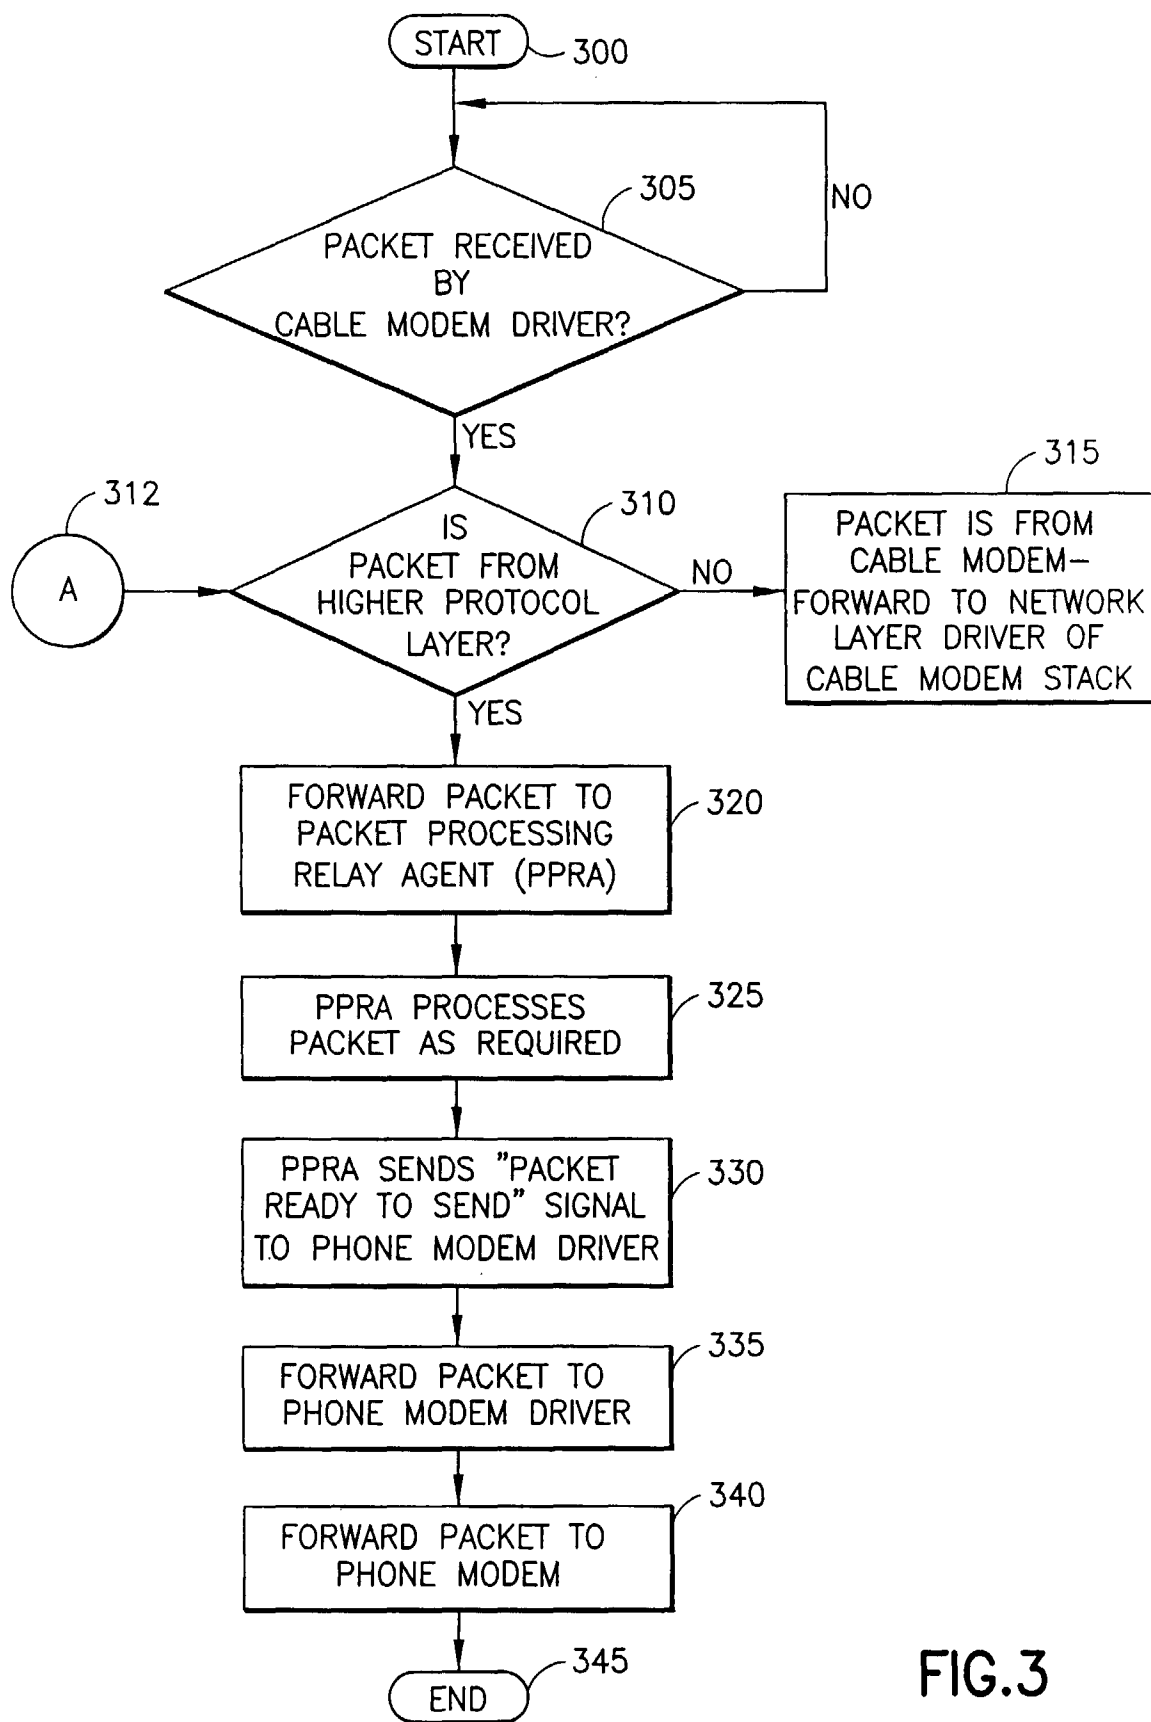 START
300
305
NO
PACKET RECEIVED
BY
CABLE MODEM DRIVER?
YES
312
A
310
IS
PACKET FROM
HIGHER PROTOCOL
LAYER?
NO
315
PACKET IS FROM
CABLE MODEM–
FORWARD TO NETWORK
LAYER DRIVER OF
CABLE MODEM STACK
YES
FORWARD PACKET TO
PACKET PROCESSING
RELAY AGENT (PPRA)
320
PPRA PROCESSES
PACKET AS REQUIRED
325
PPRA SENDS "PACKET
READY TO SEND" SIGNAL
TO PHONE MODEM DRIVER
330
FORWARD PACKET TO
PHONE MODEM DRIVER
335
FORWARD PACKET TO
PHONE MODEM
340
END
345
FIG.3